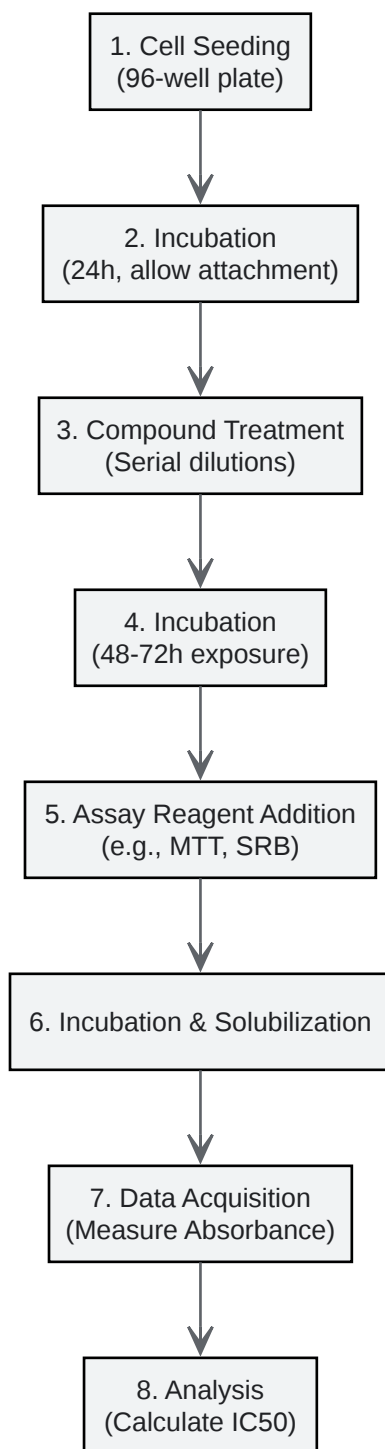 1. Cell Seeding
(96-well plate)
2. Incubation
(24h, allow attachment)
3. Compound Treatment
(Serial dilutions)
4. Incubation
(48-72h exposure)
5. Assay Reagent Addition
(e.g., MTT, SRB)
6. Incubation & Solubilization
7. Data Acquisition
(Measure Absorbance)
8. Analysis
(Calculate IC50)